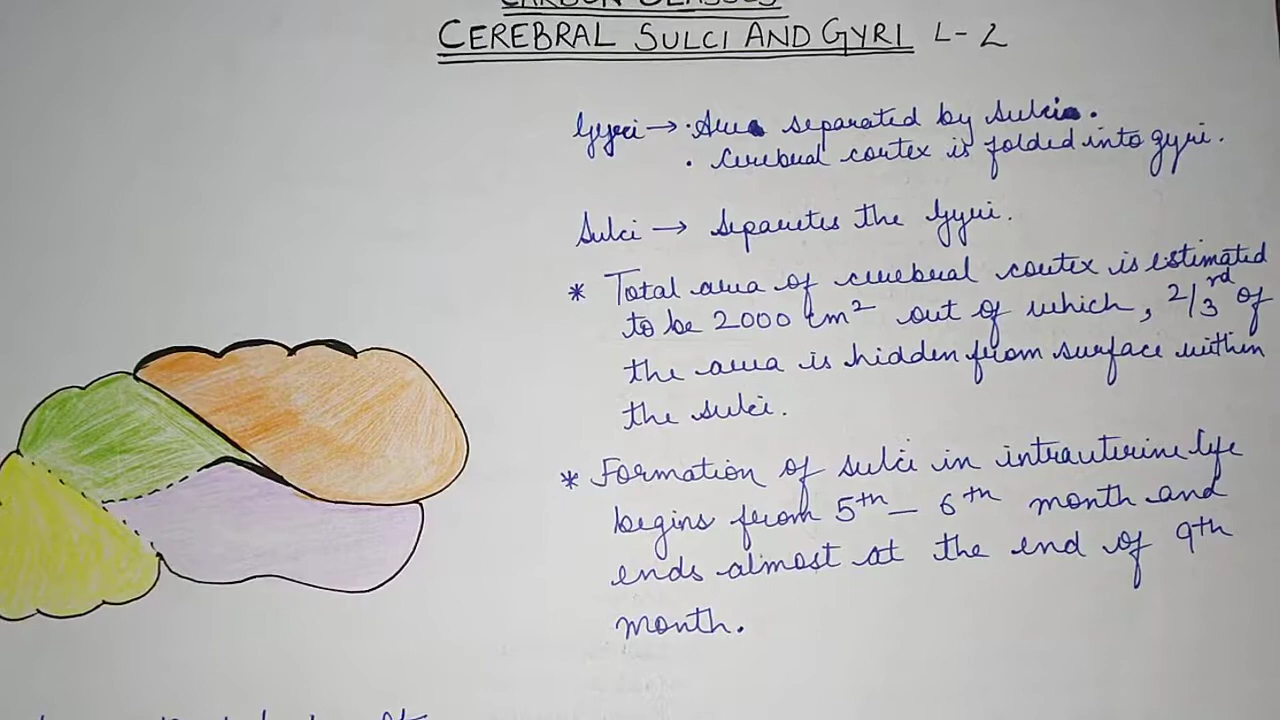 CEREBRAL SULCI AND GYRI L-2
Gyri → · Area separated by sulci.
· Cerebral cortex is folded into gyri.
Sulci → Separetes the Gyri.
* Total area of cerebral cortex is estimated
to be 2000 cm² out of which, 2/3rd of
the area is hidden from surface within
the sulci.
* Formation of sulci in intrauterine life
begins from 5th – 6th month and
ends almost at the end of 9th
month.